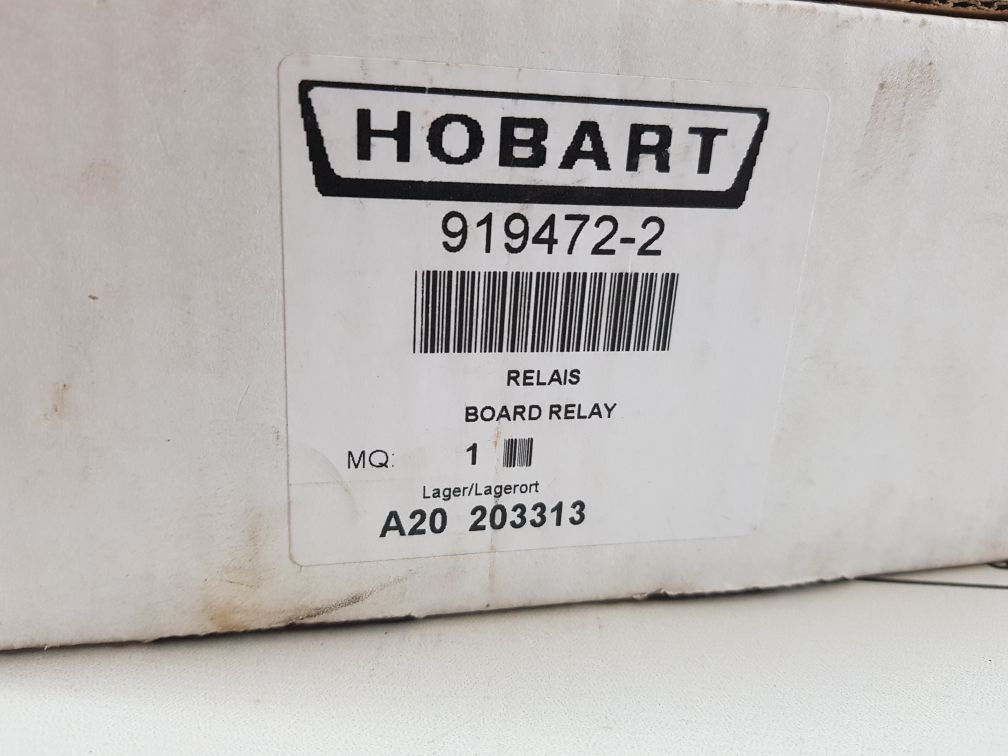 HOBART
919472-2
RELAIS
BOARD RELAY
MQ: 1
Lager/Lagerort
A20 203313